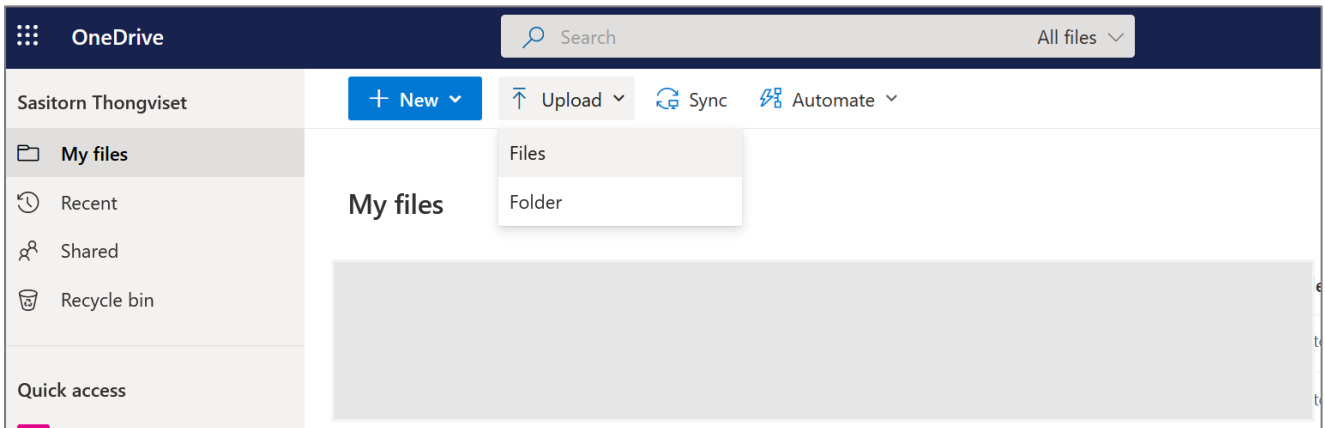 OneDrive
Search
All files
Sasitorn Thongviset
New
Upload
Sync
Automate
My files
Files
Recent
Folder
My files
Shared
Recycle bin
Quick access